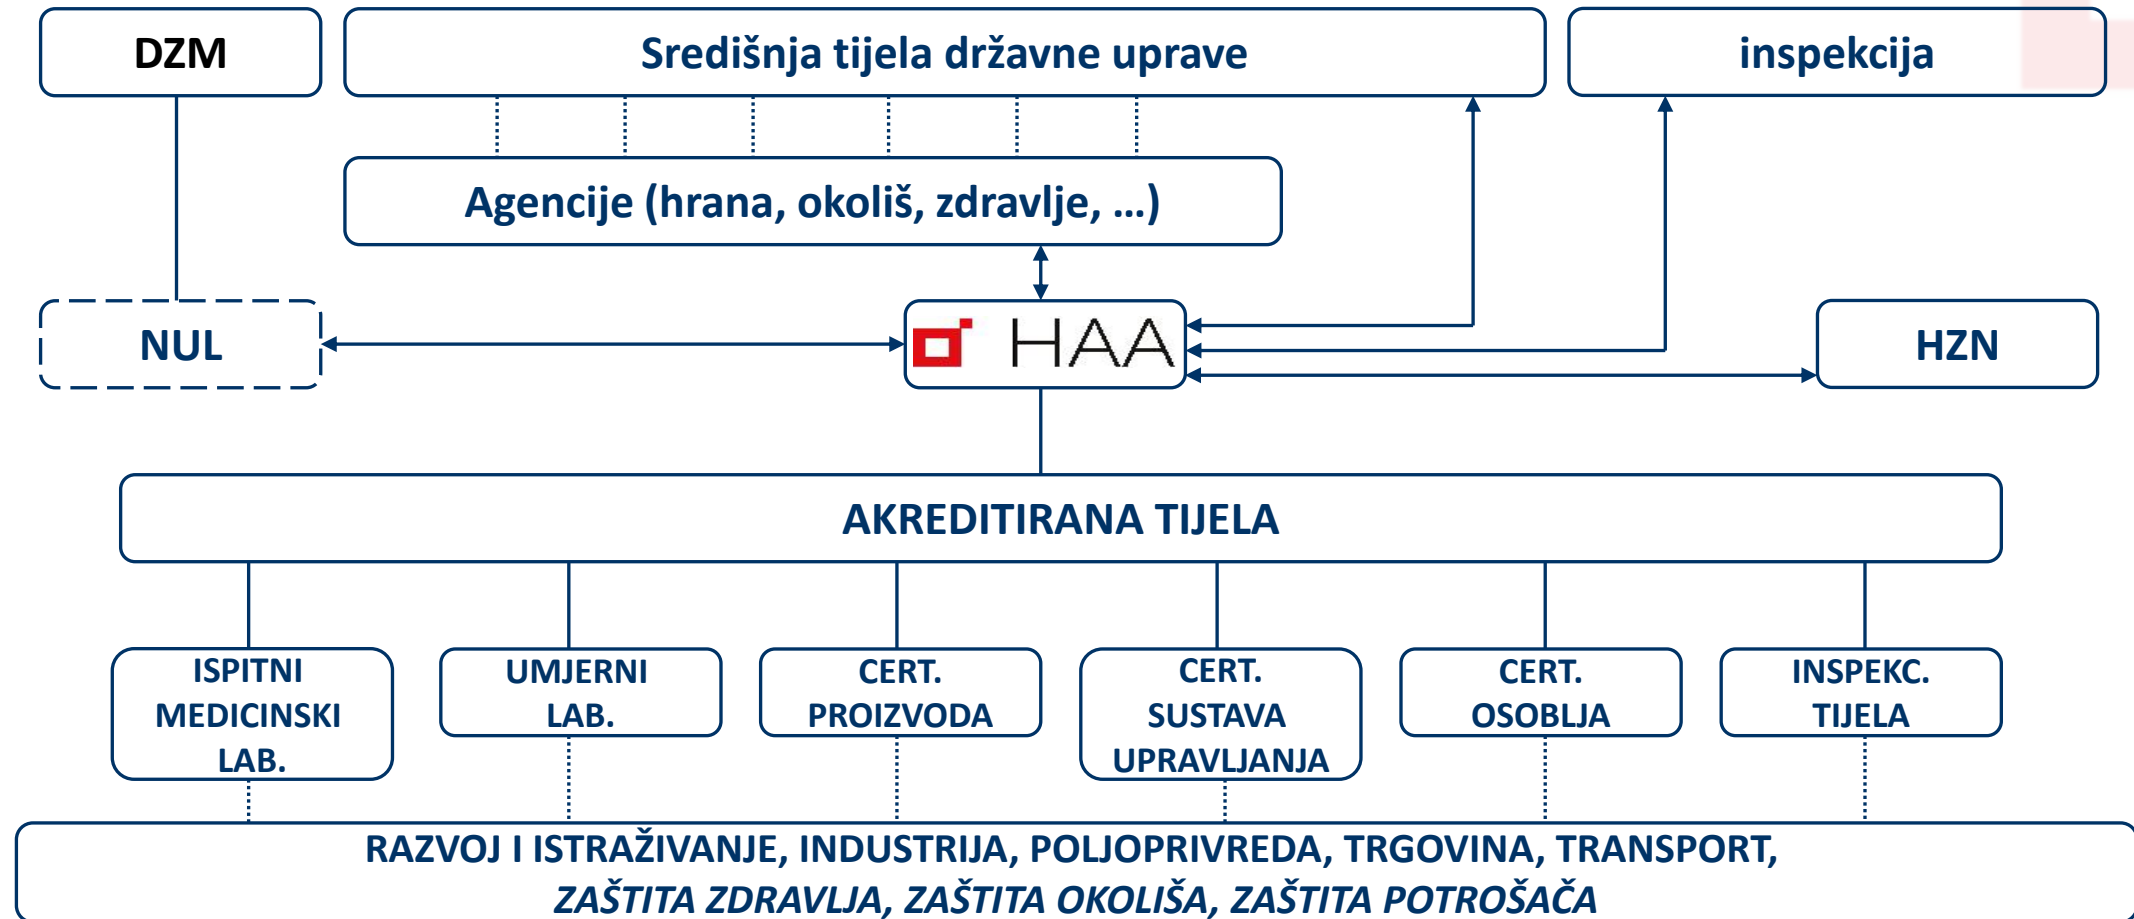 DZM
Središnja tijela državne uprave
inspekcija
Agencije (hrana, okoliš, zdravlje, ...)
NUL
HAA
HZN
AKREDITIRANA TIJELA
ISPITNI
MEDICINSKI
LAB.
UMJERNI
LAB.
CERT.
PROIZVODA
CERT.
SUSTAVA
UPRAVLJANJA
CERT.
OSOBLJA
INSPEKC.
TIJELA
RAZVOJ I ISTRAŽIVANJE, INDUSTRIJA, POLJOPRIVREDA, TRGOVINA, TRANSPORT,
ZAŠTITA ZDRAVLJA, ZAŠTITA OKOLIŠA, ZAŠTITA POTROŠAČA